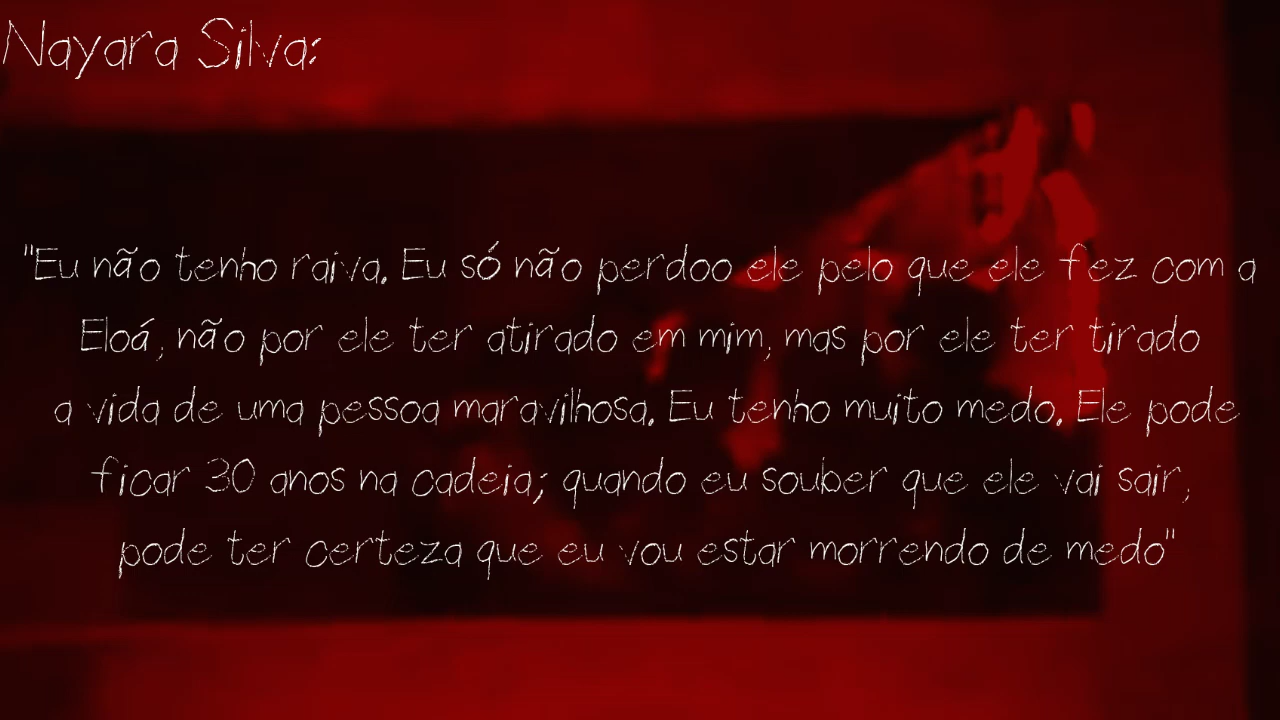 Nayara Silva:
"Eu não tenho raiva. Eu só não perdoo ele pelo que ele fez com a
Eloá, não por ele ter atirado em mim, mas por ele ter tirado
a vida de uma pessoa maravilhosa. Eu tenho muito medo. Ele pode
ficar 30 anos na cadeia; quando eu souber que ele vai sair,
pode ter certeza que eu vou estar morrendo de medo"